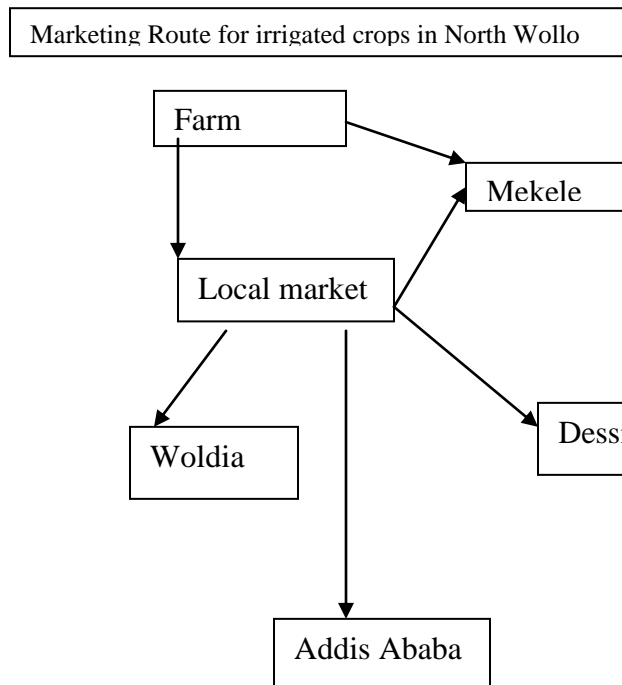 Marketing Route for irrigated crops in North Wollo
Farm
Mekele
Local market
Woldia
Addis Ababa